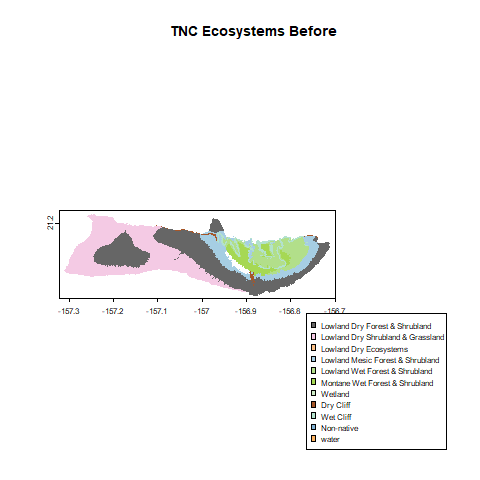 TNC Ecosystems Before
21.2
-157.3 -157.2 -157.1 -157 -156.9 -156.8 -156.7
Lowland Dry Forest & Shrubland
Lowland Dry Shrubland & Grassland
Lowland Dry Ecosystems
Lowland Mesic Forest & Shrubland
Lowland Wet Forest & Shrubland
Montane Wet Forest & Shrubland
Wetland
Dry Cliff
Wet Cliff
Non-native
water